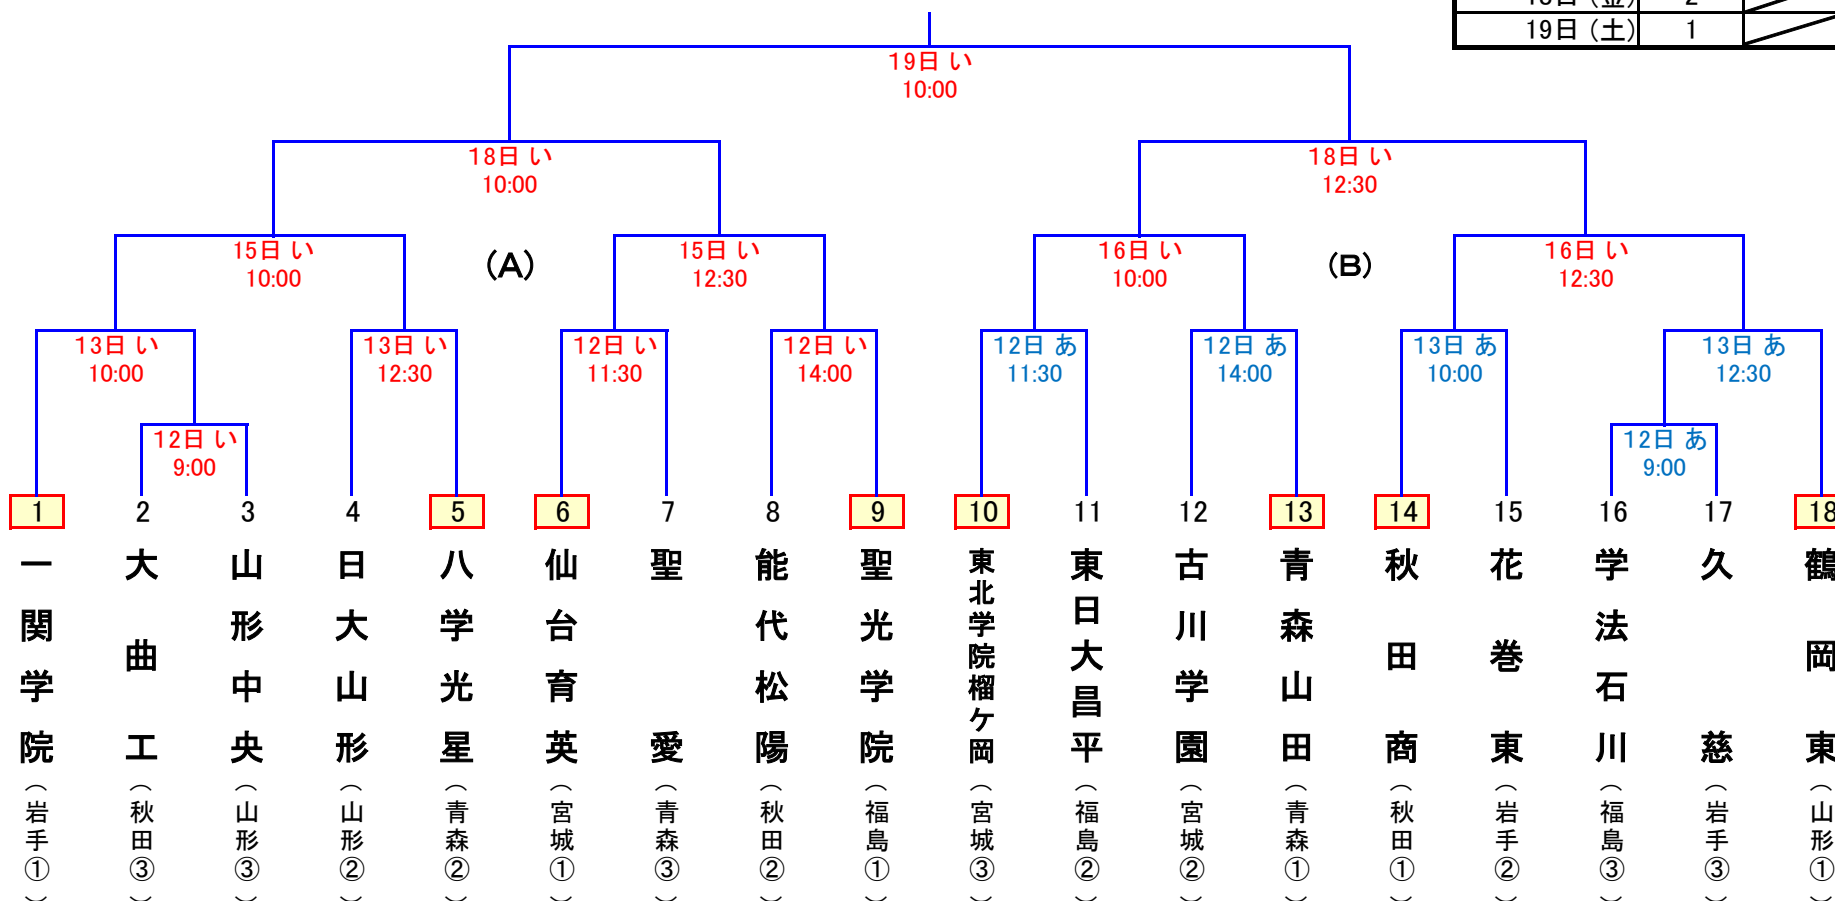 19日（土） 1
19日 い
10:00
18日 い
10:00
18日 い
12:30
15日 い
10:00
(A)
15日 い
12:30
16日 い
10:00
(B)
16日 い
12:30
13日 い
10:00
13日 い
12:30
12日 い
11:30
12日 い
14:00
12日 あ
11:30
12日 あ
14:00
13日 あ
10:00
13日 あ
12:30
12日 い
9:00
12日 あ
9:00
1
一関学院（岩手①）
2
大曲工（秋田③）
3
山形中央（山形③）
4
日大山形（山形②）
5
八学光星（青森②）
6
仙台育英（宮城①）
7
聖愛（青森③）
8
能代松陽（秋田②）
9
聖光学院（福島①）
10
東北学院榴ケ岡（宮城③）
11
東日大昌平（福島②）
12
古川学園（宮城②）
13
青森山田（青森①）
14
秋田商（秋田①）
15
花巻東（岩手②）
16
学法石川（福島③）
17
久慈（岩手③）
18
鶴岡東（山形①）